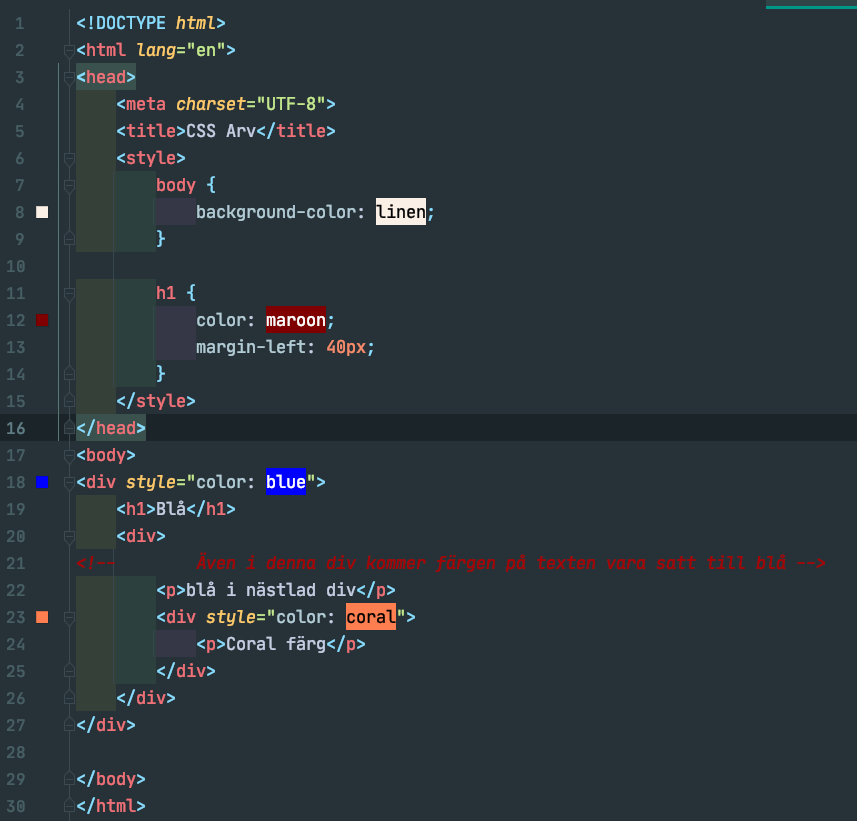 1 <!DOCTYPE html>
2 <html lang="en">
3 <head>
4     <meta charset="UTF-8">
5     <title>CSS Arv</title>
6     <style>
7         body {
8             background-color: linen;
9         }
10
11         h1 {
12             color: maroon;
13             margin-left: 40px;
14         }
15     </style>
16 </head>
17 <body>
18 <div style="color: blue">
19     <h1>Blå</h1>
20     <div>
21 <!--        Även i denna div kommer färgen på texten vara satt till blå -->
22         <p>blå i nästlad div</p>
23         <div style="color: coral">
24             <p>Coral färg</p>
25         </div>
26     </div>
27 </div>
28
29 </body>
30 </html>